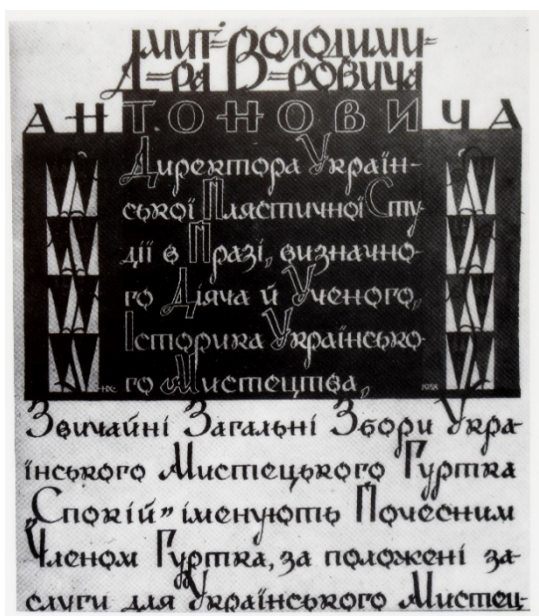 Дмит= Володими=
=ра =ровича
АНТОНОВИЧА
Директора Україн-
ської Пластичної Сту-
дії в Празі, визначно-
го Діяча й Ученого,
Історика Українсько-
го Мистецтва,
Звичайні Загальні Збори Укра-
їнського Мистецького Гуртка
„Спокій” іменують Почесним
Членом Гуртка, за положені за-
слуги для Українського Мистец-